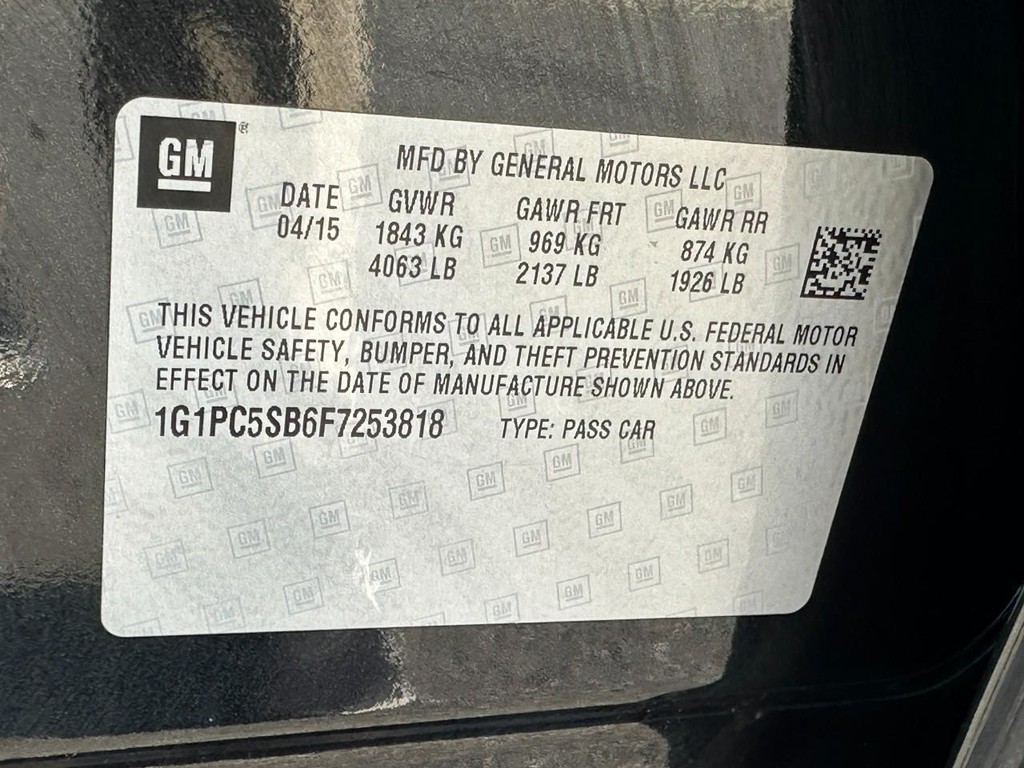 GM ®
MFD BY GENERAL MOTORS LLC
DATE GVWR GAWR FRT GAWR RR
04/15 1843 KG 969 KG 874 KG
4063 LB 2137 LB 1926 LB
THIS VEHICLE CONFORMS TO ALL APPLICABLE U.S. FEDERAL MOTOR
VEHICLE SAFETY, BUMPER, AND THEFT PREVENTION STANDARDS IN
EFFECT ON THE DATE OF MANUFACTURE SHOWN ABOVE.
1G1PC5SB6F7253818 TYPE: PASS CAR